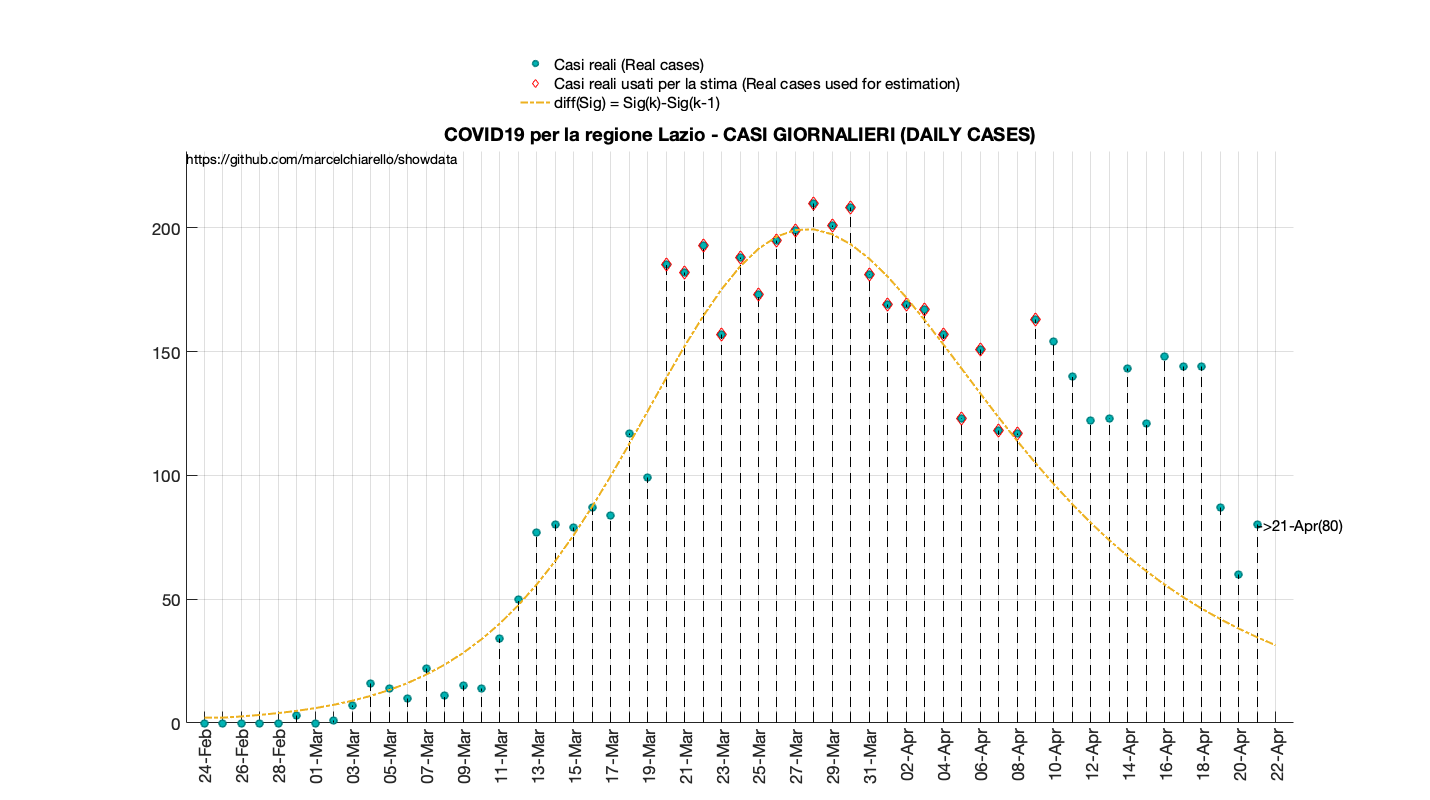 Casi reali (Real cases)
Casi reali usati per la stima (Real cases used for estimation)
diff(Sig) = Sig(k)-Sig(k-1)
COVID19 per la regione Lazio - CASI GIORNALIERI (DAILY CASES)
https://github.com/marcelchiarello/showdata
200
150
100
50
0
->21-Apr(80)
24-Feb
26-Feb
28-Feb
01-Mar
03-Mar
05-Mar
07-Mar
09-Mar
11-Mar
13-Mar
15-Mar
17-Mar
19-Mar
21-Mar
23-Mar
25-Mar
27-Mar
29-Mar
31-Mar
02-Apr
04-Apr
06-Apr
08-Apr
10-Apr
12-Apr
14-Apr
16-Apr
18-Apr
20-Apr
22-Apr